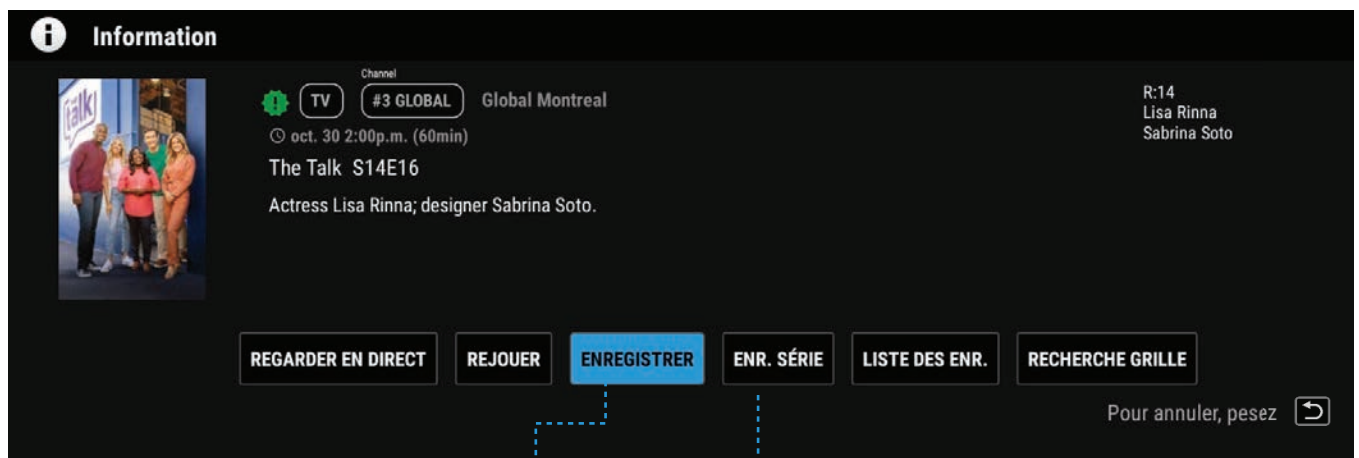 Information
the talk
Channel
TV #3 GLOBAL Global Montreal
oct. 30 2:00p.m. (60min)
The Talk S14E16
Actress Lisa Rinna; designer Sabrina Soto.
R:14
Lisa Rinna
Sabrina Soto
REGARDER EN DIRECT REJOUER ENREGISTRER ENR. SÉRIE LISTE DES ENR. RECHERCHE GRILLE
Pour annuler, pesez